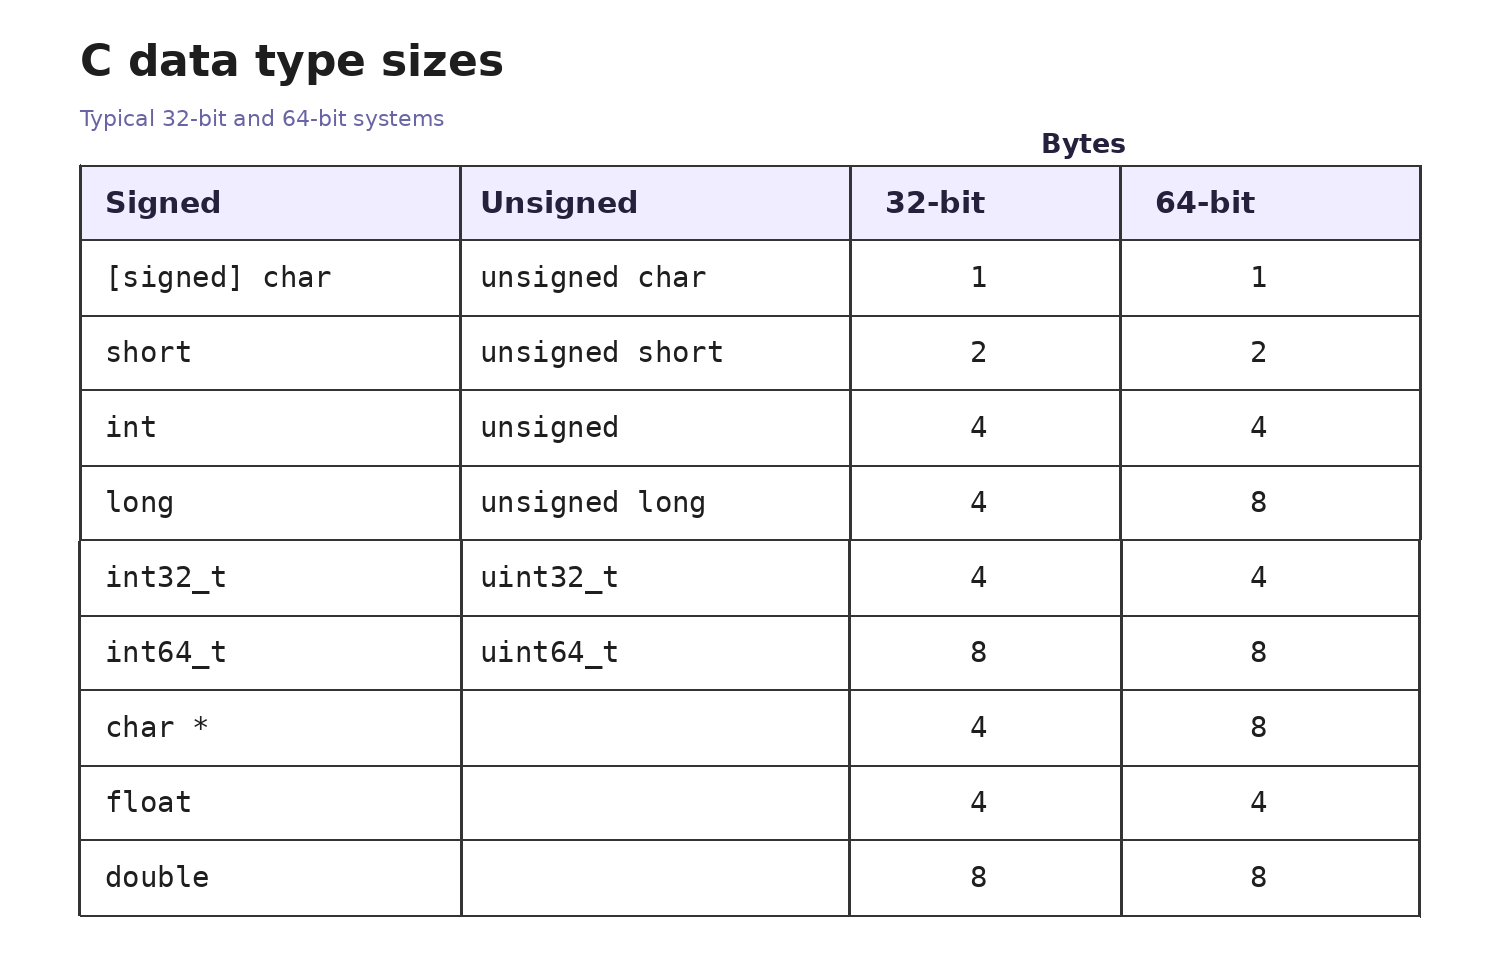 C data type sizes
Typical 32-bit and 64-bit systems
Bytes
Signed Unsigned 32-bit 64-bit
[signed] char unsigned char 1 1
short unsigned short 2 2
int unsigned 4 4
long unsigned long 4 8
int32_t uint32_t 4 4
int64_t uint64_t 8 8
char * 4 8
float 4 4
double 8 8